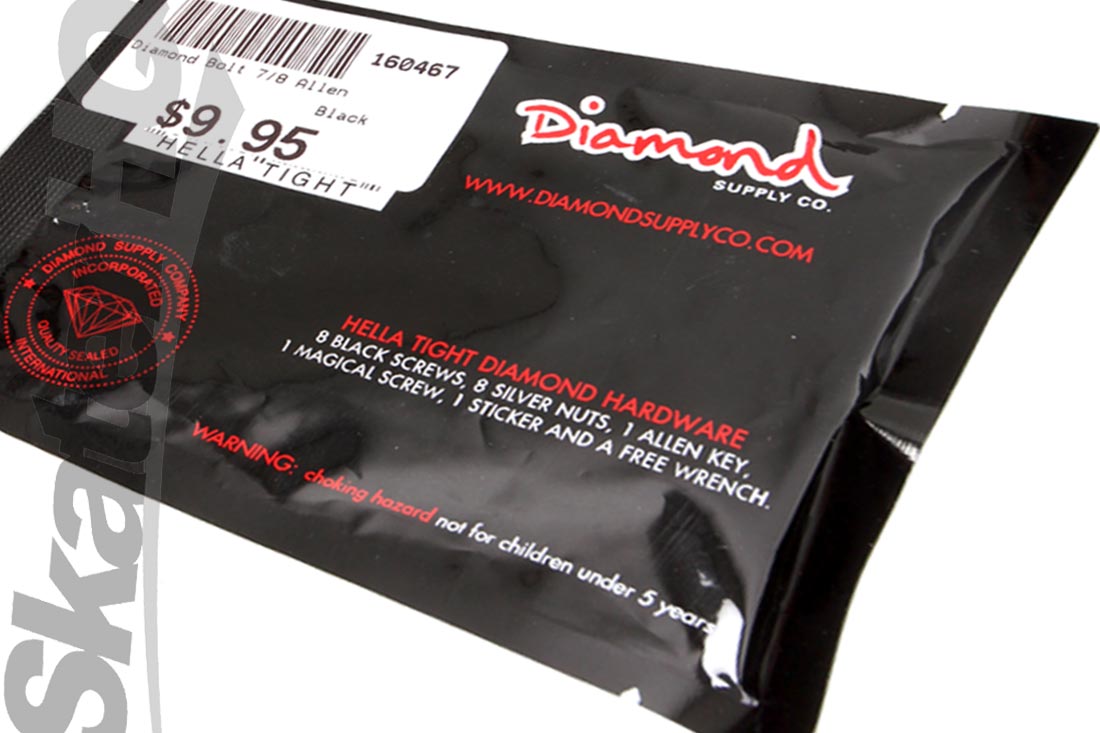 160467
Diamond Bolt 7/8 Allen
Black
$9.95
"HELLA "TIGHT""
Diamond
SUPPLY CO.
WWW.DIAMONDSUPPLYCO.COM
DIAMOND SUPPLY COMPANY
INCORPORATED
QUALITY SEALED
INTERNATIONAL
HELLA TIGHT DIAMOND HARDWARE
8 BLACK SCREWS, 8 SILVER NUTS, 1 ALLEN KEY,
1 MAGICAL SCREW, 1 STICKER AND A FREE WRENCH.
WARNING: choking hazard not for children under 5 years